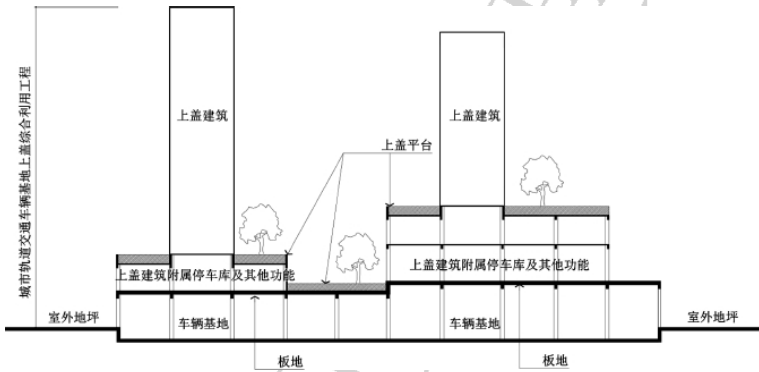 城市轨道交通车辆基地上盖综合利用工程
上盖建筑
上盖建筑
上盖平台
上盖建筑附属停车库及其他功能
上盖建筑附属停车库及其他功能
室外地坪
车辆基地
车辆基地
室外地坪
板地
板地